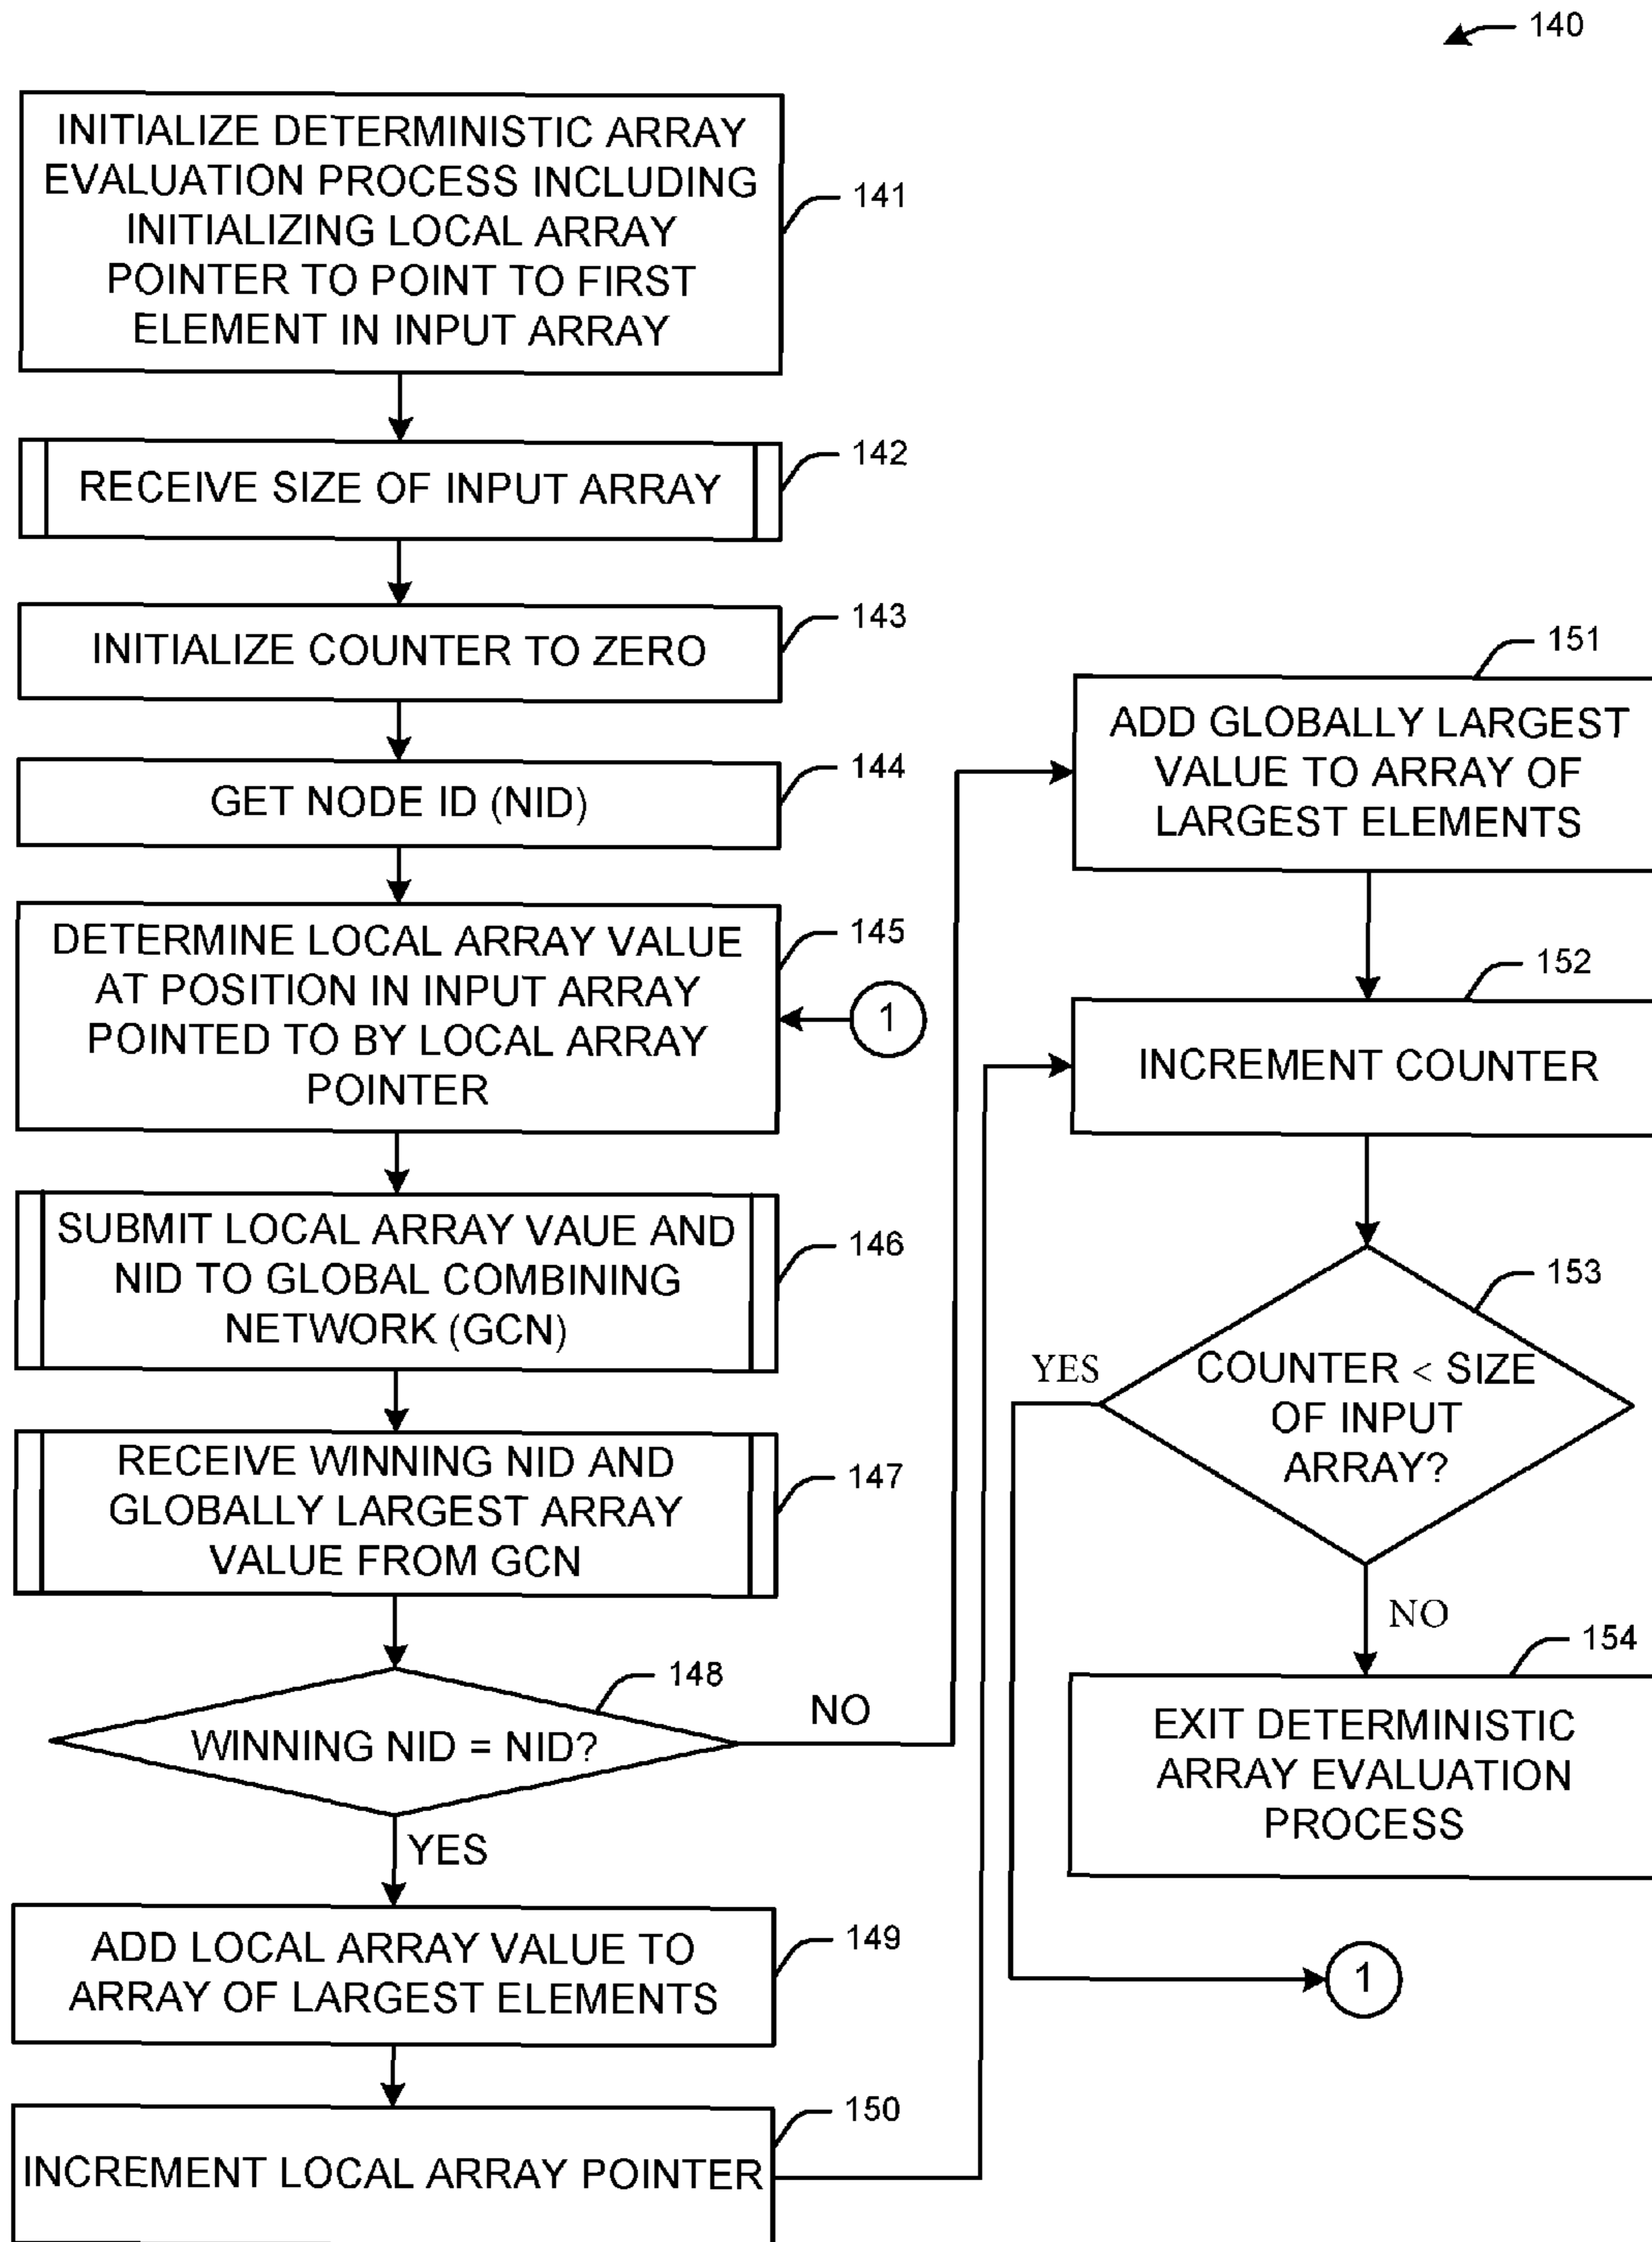 140
INITIALIZE DETERMINISTIC ARRAY
EVALUATION PROCESS INCLUDING
INITIALIZING LOCAL ARRAY
POINTER TO POINT TO FIRST
ELEMENT IN INPUT ARRAY
141
RECEIVE SIZE OF INPUT ARRAY
142
INITIALIZE COUNTER TO ZERO
143
GET NODE ID (NID)
144
DETERMINE LOCAL ARRAY VALUE
AT POSITION IN INPUT ARRAY
POINTED TO BY LOCAL ARRAY
POINTER
145
1
SUBMIT LOCAL ARRAY VAUE AND
NID TO GLOBAL COMBINING
NETWORK (GCN)
146
RECEIVE WINNING NID AND
GLOBALLY LARGEST ARRAY
VALUE FROM GCN
147
WINNING NID = NID?
148
NO
YES
ADD LOCAL ARRAY VALUE TO
ARRAY OF LARGEST ELEMENTS
149
INCREMENT LOCAL ARRAY POINTER
150
151
ADD GLOBALLY LARGEST
VALUE TO ARRAY OF
LARGEST ELEMENTS
152
INCREMENT COUNTER
153
COUNTER < SIZE
OF INPUT
ARRAY?
YES
NO
154
EXIT DETERMINISTIC
ARRAY EVALUATION
PROCESS
1